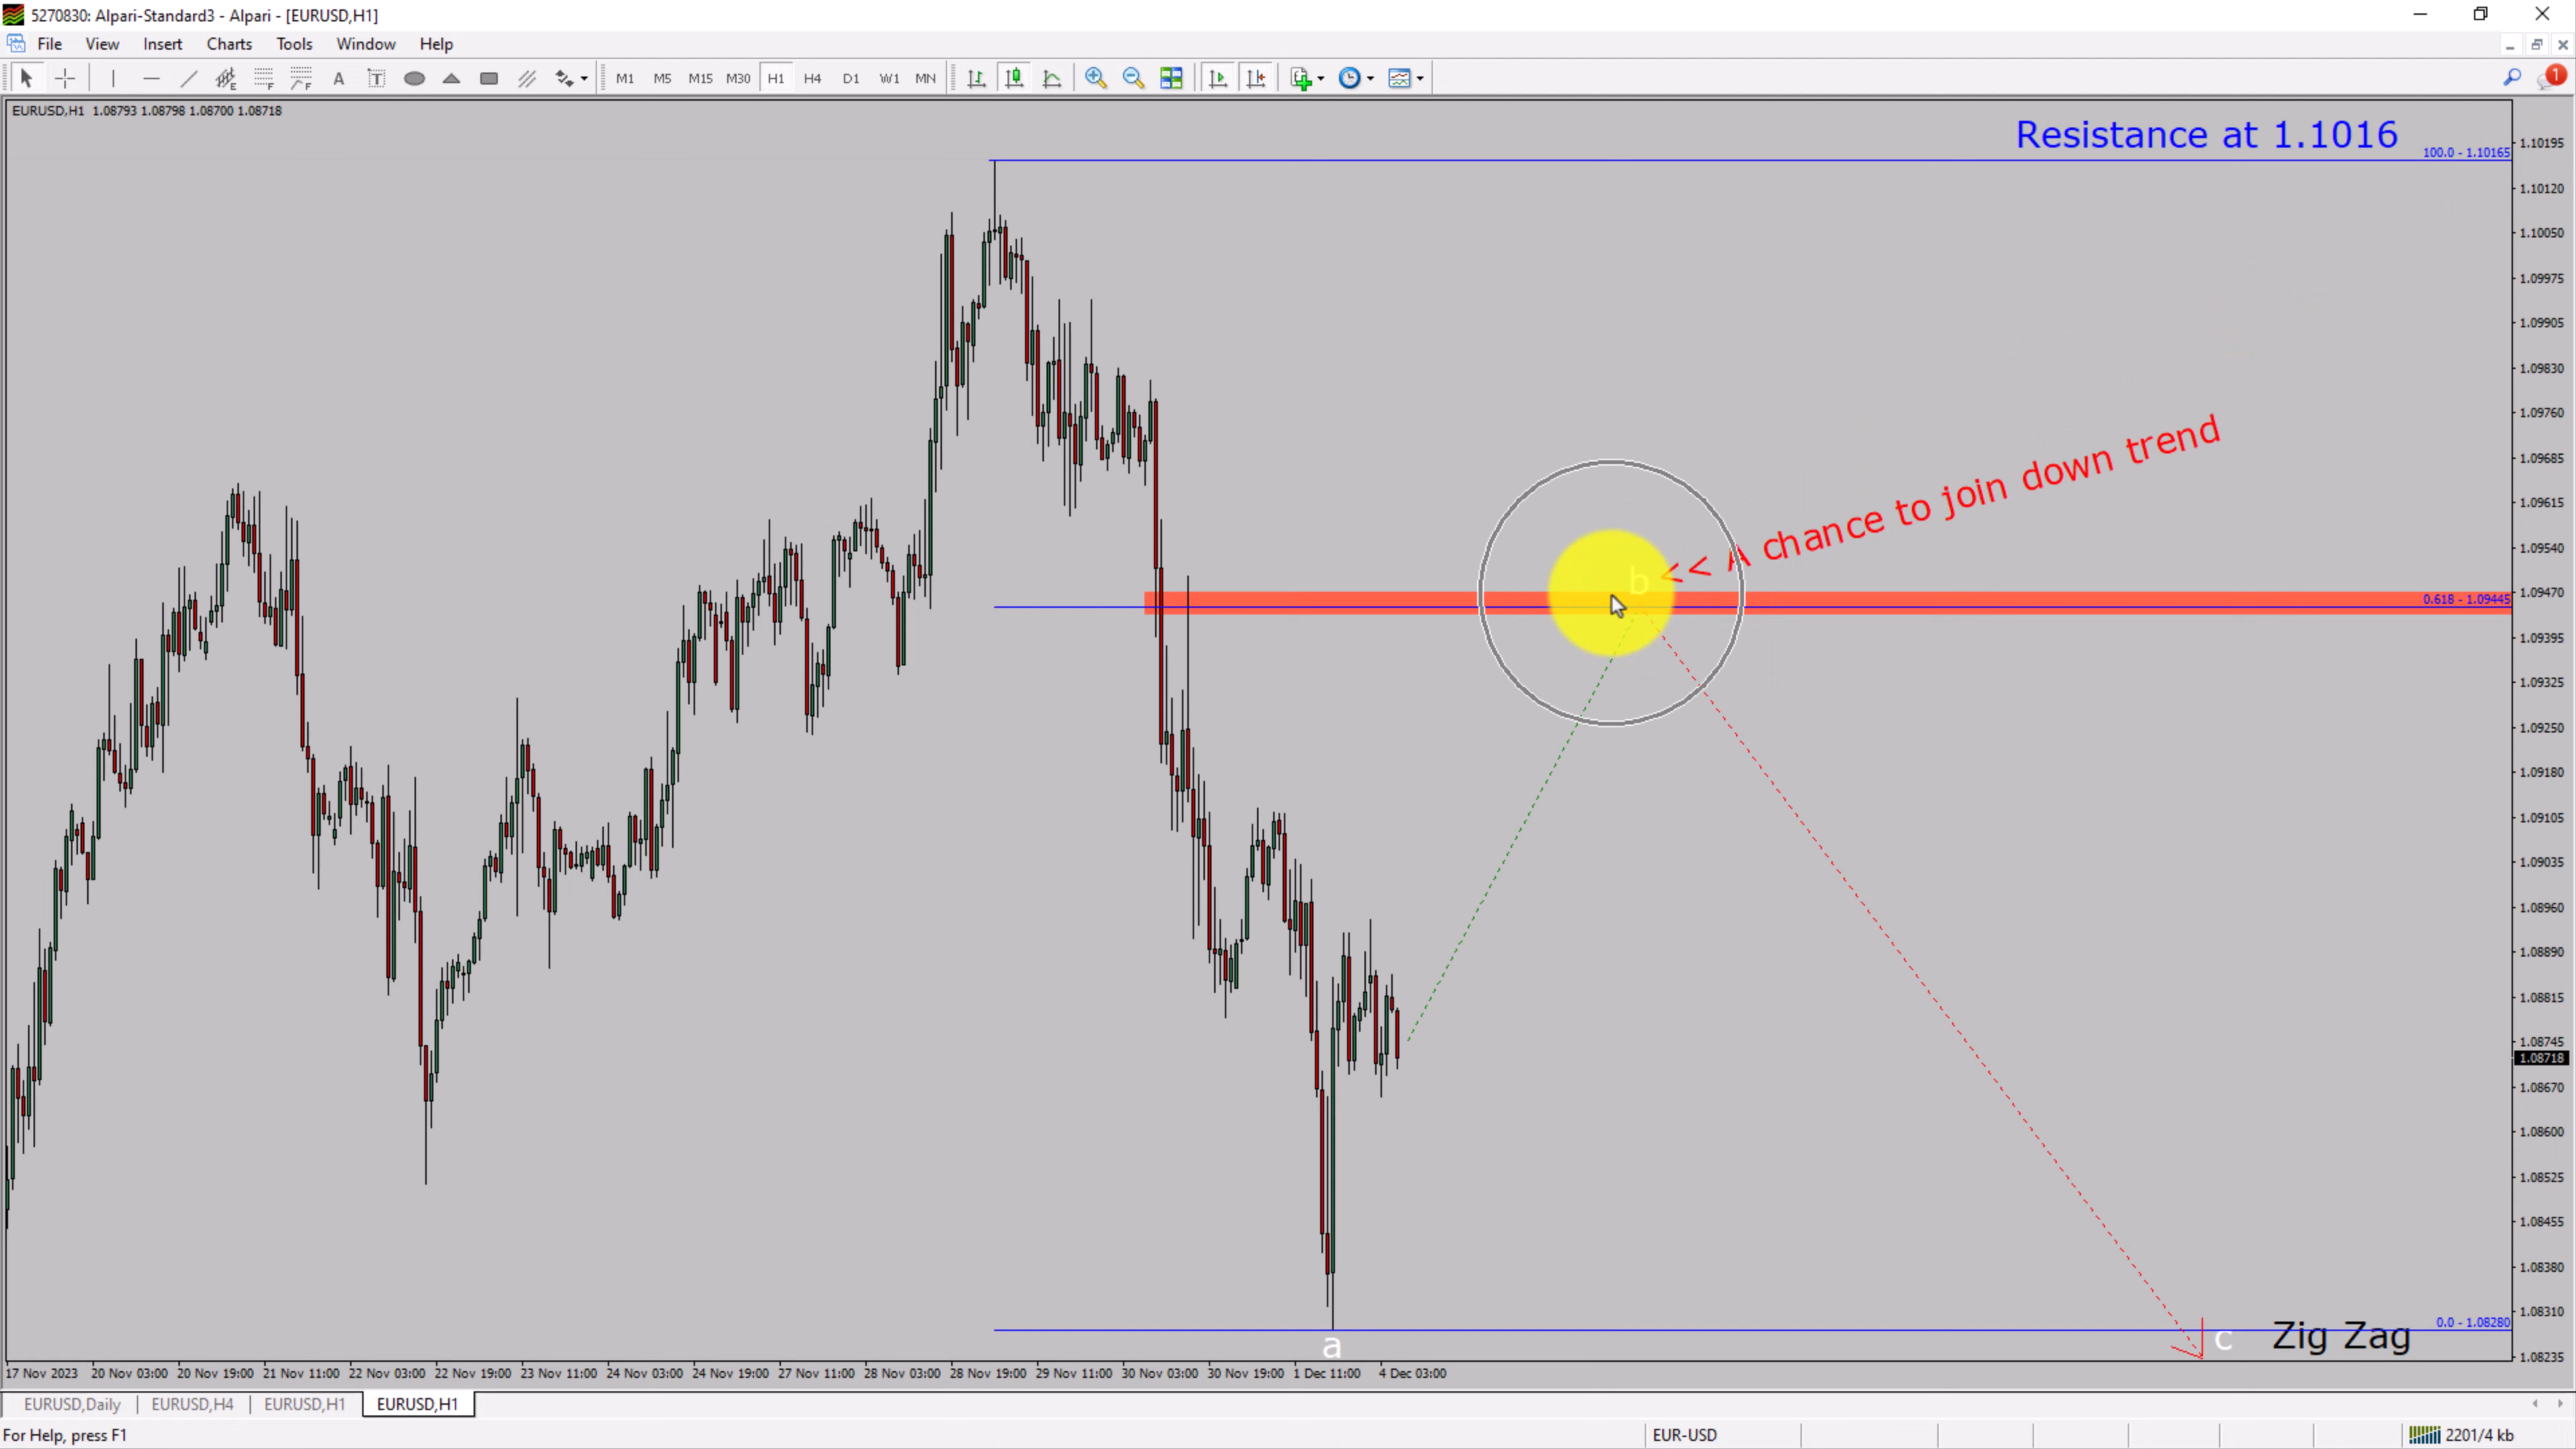 5270830: Alpari-Standard3 - Alpari - [EURUSD,H1]
File View Insert Charts Tools Window Help
A T M1 M5 M15 M30 H1 H4 D1 W1 MN 1
EURUSD,H1 1.08793 1.08798 1.08700 1.08718
Resistance at 1.1016
100.0 - 1.10165
1.10195
1.10120
1.10050
1.09975
1.09905
1.09830
1.09760
1.09685
1.09615
1.09540
1.09470
1.09395
1.09325
1.09250
1.09180
1.09105
1.09035
1.08960
1.08890
1.08815
1.08745
1.08718
1.08670
1.08600
1.08525
1.08455
1.08380
1.08310
1.08235
b << A chance to join down trend
0.618 - 1.09445
0.0 - 1.08280
a
c Zig Zag
17 Nov 2023 20 Nov 03:00 20 Nov 19:00 21 Nov 11:00 22 Nov 03:00 22 Nov 19:00 23 Nov 11:00 24 Nov 03:00 24 Nov 19:00 27 Nov 11:00 28 Nov 03:00 28 Nov 19:00 29 Nov 11:00 30 Nov 03:00 30 Nov 19:00 1 Dec 11:00 4 Dec 03:00
EURUSD,Daily EURUSD,H4 EURUSD,H1 EURUSD,H1
For Help, press F1 EUR-USD 2201/4 kb